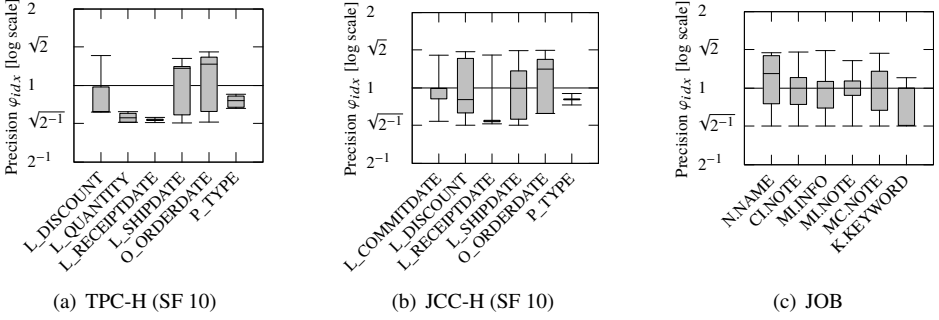 Precision φidx [log scale]
2
√2
1
√2⁻¹
2⁻¹
L_DISCOUNT
L_QUANTITY
L_RECEIPTDATE
L_SHIPDATE
O_ORDERDATE
P_TYPE
(a) TPC-H (SF 10)
Precision φidx [log scale]
2
√2
1
√2⁻¹
2⁻¹
L_COMMITDATE
L_DISCOUNT
L_RECEIPTDATE
L_SHIPDATE
O_ORDERDATE
P_TYPE
(b) JCC-H (SF 10)
Precision φidx [log scale]
2
√2
1
√2⁻¹
2⁻¹
N.NAME
CI.NOTE
MI.INFO
MI.NOTE
MC.NOTE
K.KEYWORD
(c) JOB